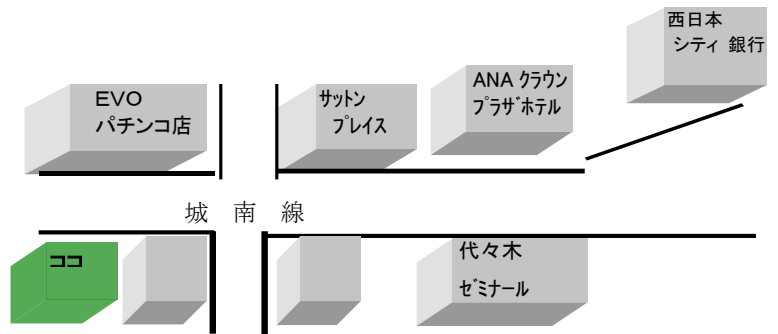 西日本
シティ 銀行
EVO
パチンコ店
サットン
プレイス
ANA クラウン
プラザホテル
城 南 線
ココ
代々木
ゼミナール